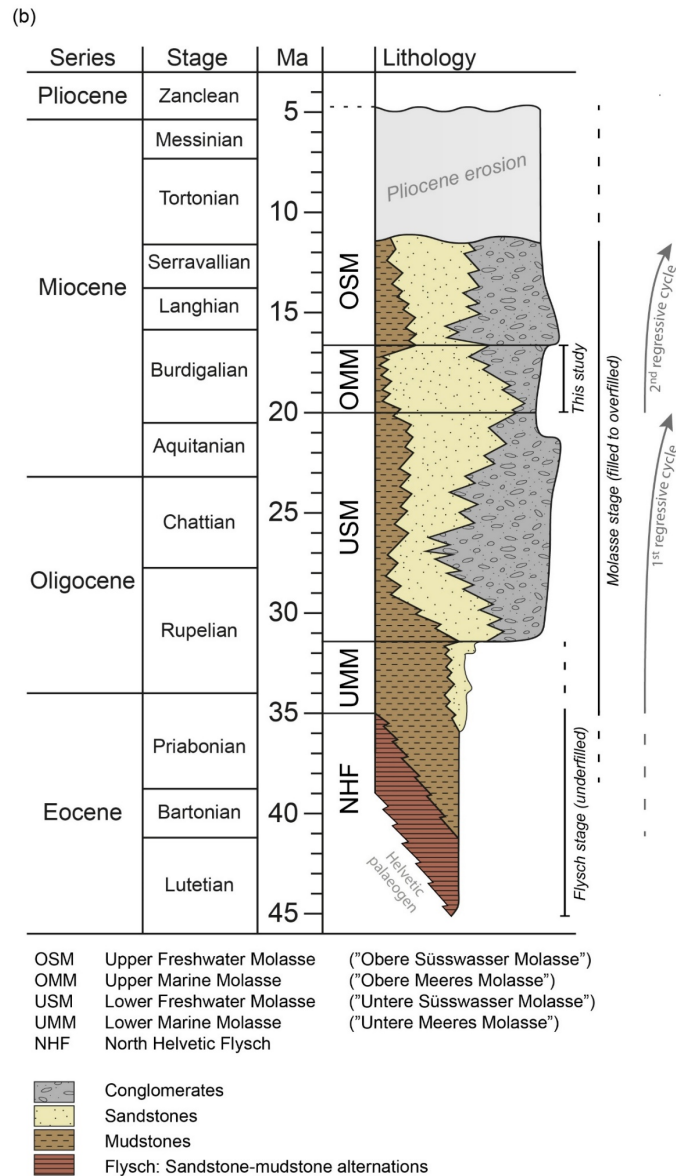 (b)
Series Stage Ma Lithology
Pliocene Zanclean 5
Messinian
Pliocene erosion
Tortonian 10
Serravallian
Miocene OSM
Langhian 15
Burdigalian OMM This study
20
Aquitanian
Chattian 25 USM
Oligocene
30
Rupelian
UMM
35
Priabonian
NHF
Eocene Bartonian 40
Helvetic
palaeogen
Lutetian
45
Flysch stage (underfilled)
Molasse stage (filled to overfilled)
1st regressive cycle
2nd regressive cycle
OSM Upper Freshwater Molasse ("Obere Süsswasser Molasse")
OMM Upper Marine Molasse ("Obere Meeres Molasse")
USM Lower Freshwater Molasse ("Untere Süsswasser Molasse")
UMM Lower Marine Molasse ("Untere Meeres Molasse")
NHF North Helvetic Flysch
Conglomerates
Sandstones
Mudstones
Flysch: Sandstone-mudstone alternations